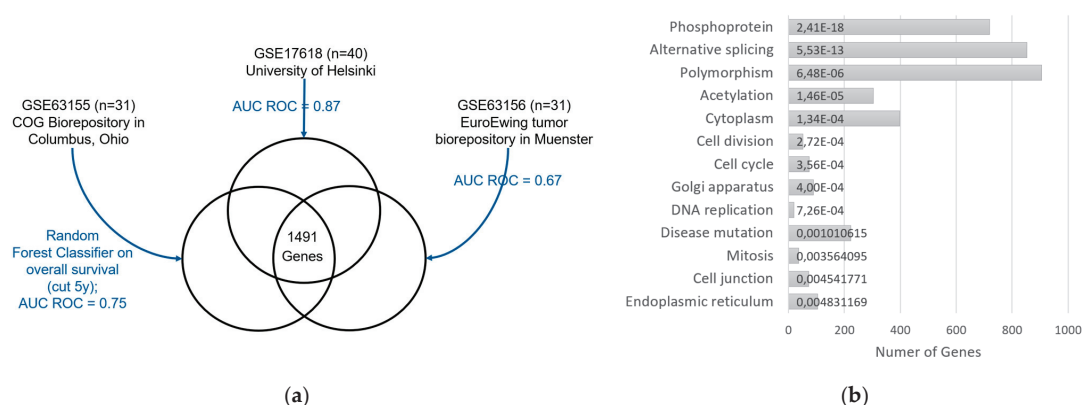 GSE17618 (n=40)
University of Helsinki
AUC ROC = 0.87
GSE63155 (n=31)
COG Biorepository in
Columbus, Ohio
GSE63156 (n=31)
EuroEwing tumor
biorepository in Muenster
AUC ROC = 0.67
1491
Genes
Random
Forest Classifier on
overall survival
(cut 5y);
AUC ROC = 0.75
(a)
Phosphoprotein 2,41E-18
Alternative splicing 5,53E-13
Polymorphism 6,48E-06
Acetylation 1,46E-05
Cytoplasm 1,34E-04
Cell division 2,72E-04
Cell cycle 3,56E-04
Golgi apparatus 4,00E-04
DNA replication 7,26E-04
Disease mutation 0,001010615
Mitosis 0,003564095
Cell junction 0,004541771
Endoplasmic reticulum 0,004831169
0 200 400 600 800 1000
Numer of Genes
(b)